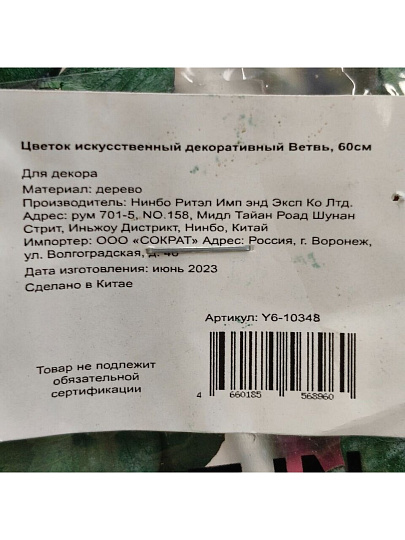 Цветок искусственный декоративный Ветвь, 60см
Для декора
Материал: дерево
Производитель: Нинбо Ритэл Имп энд Эксп Ко Лтд.
Адрес: рум 701-5, NO.158, Мидл Тайан Роад Шунан
Стрит, Иньжоу Дистрикт, Нинбо, Китай
Импортер: ООО «СОКРАТ» Адрес: Россия, г. Воронеж,
ул. Волгоградская,
Дата изготовления: июнь 2023
Сделано в Китае
Артикул: Y6-10348
Товар не подлежит
обязательной
сертификации
4 660185 568960